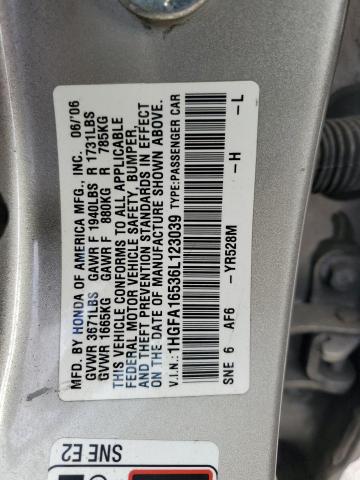 MFD. BY HONDA OF AMERICA MFG., INC. 06/'06
GVWR 3671LBS GAWR F 1940LBS R 1731LBS
GVWR 1665KG GAWR F 880KG R 785KG
THIS VEHICLE CONFORMS TO ALL APPLICABLE
FEDERAL MOTOR VEHICLE SAFETY, BUMPER,
AND THEFT PREVENTION STANDARDS IN EFFECT
ON THE DATE OF MANUFACTURE SHOWN ABOVE.
V.I.N.: 1HGFA16536L123039 TYPE:PASSENGER CAR
SNE 6 AF6 - YR528M - H - L
SNE E2